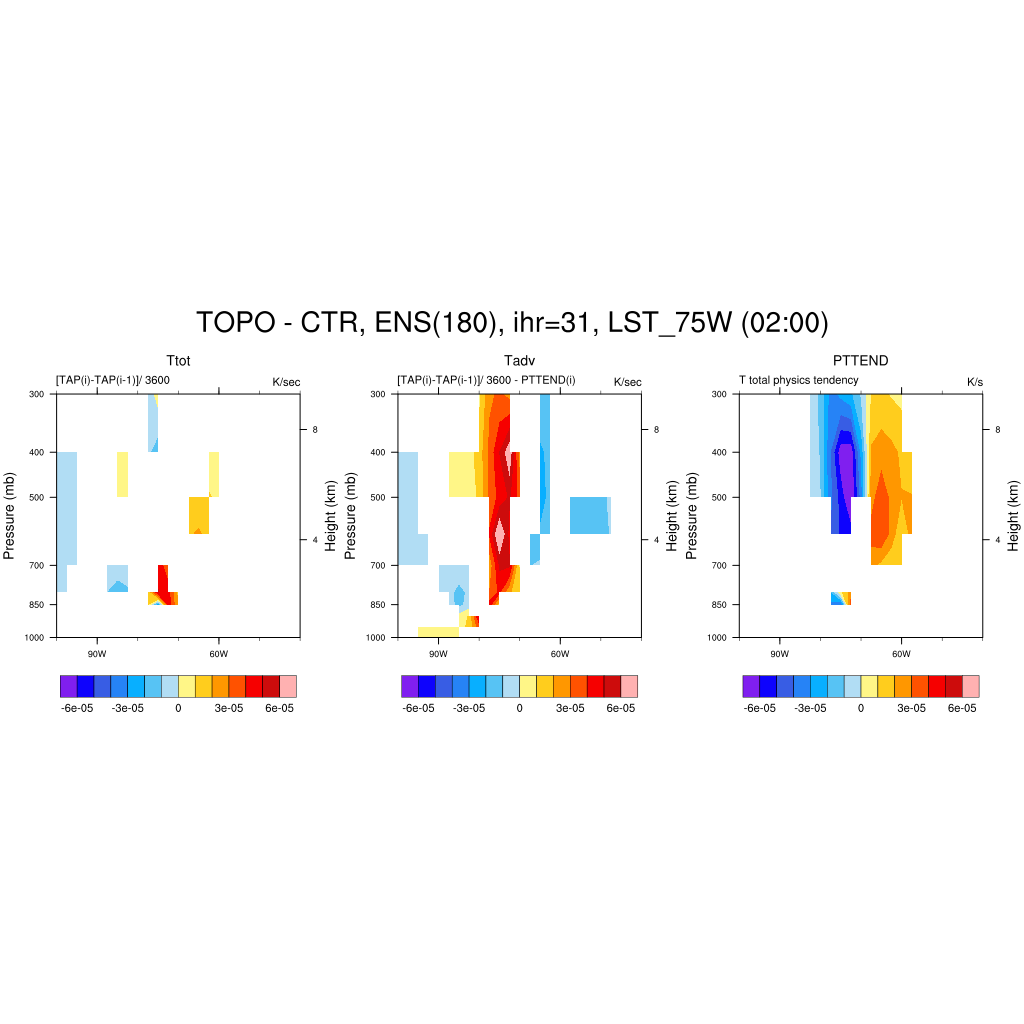 TOPO - CTR, ENS(180), ihr=31, LST_75W (02:00)
Ttot
[TAP(i)-TAP(i-1)]/ 3600 K/sec
300
400
500
700
850
1000
Pressure (mb)
8
4
Height (km)
90W 60W
-6e-05 -3e-05 0 3e-05 6e-05
Tadv
[TAP(i)-TAP(i-1)]/ 3600 - PTTEND(i) K/sec
300
400
500
700
850
1000
Pressure (mb)
8
4
Height (km)
90W 60W
-6e-05 -3e-05 0 3e-05 6e-05
PTTEND
T total physics tendency K/s
300
400
500
700
850
1000
Pressure (mb)
8
4
Height (km)
90W 60W
-6e-05 -3e-05 0 3e-05 6e-05